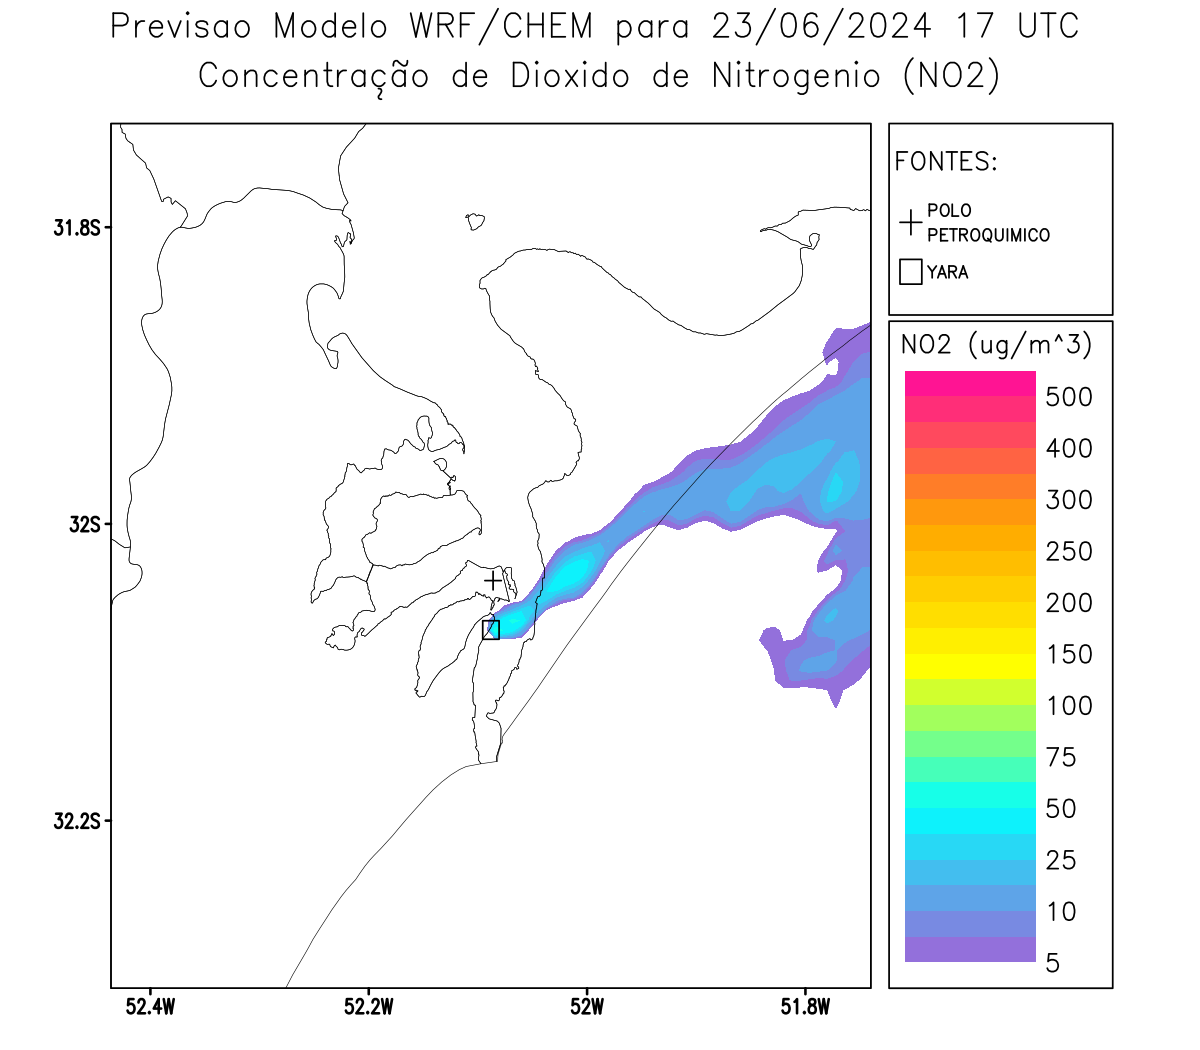 Previsao Modelo WRF/CHEM para 23/06/2024 17 UTC
Concentração de Dioxido de Nitrogenio (NO2)
FONTES:
POLO
PETROQUIMICO
YARA
NO2 (ug/m^3)
500
400
300
250
200
150
100
75
50
25
10
5
31.8S
32S
32.2S
52.4W
52.2W
52W
51.8W